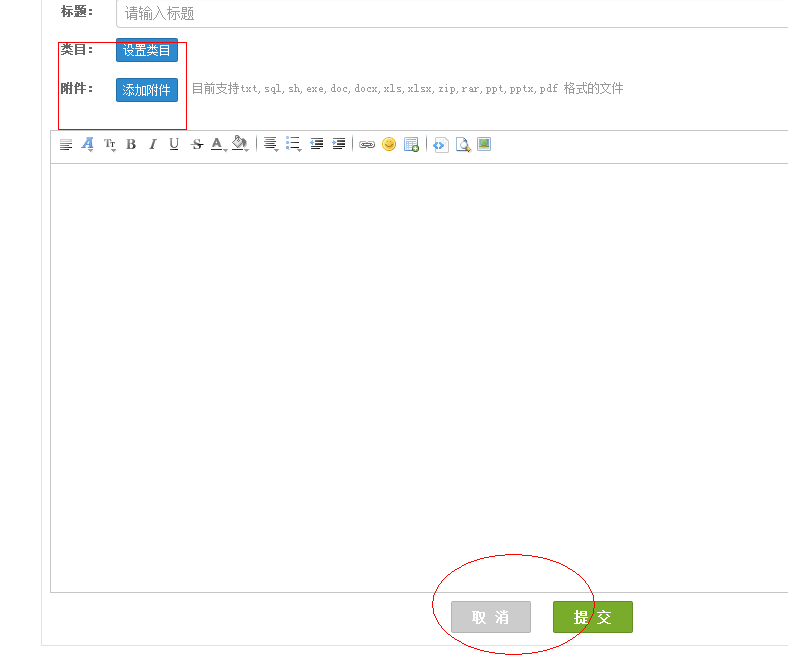 标题： 请输入标题
类目： 设置类目
附件： 添加附件 目前支持txt,sql,sh,exe,doc,docx,xls,xlsx,zip,rar,ppt,pptx,pdf 格式的文件
A Tt B I U S A
取 消 提 交